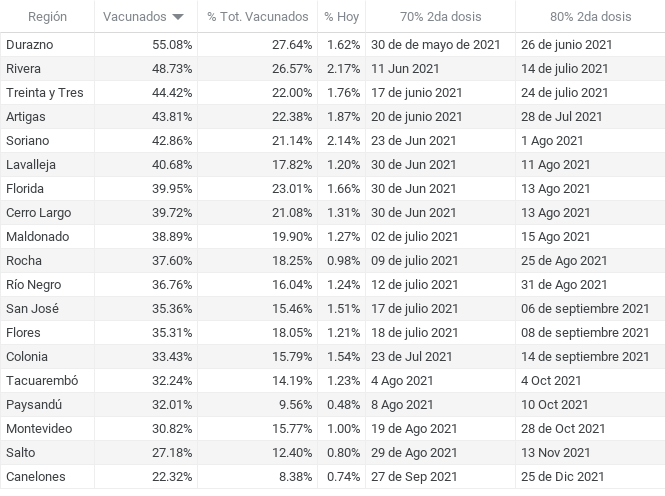 Región Vacunados % Tot. Vacunados % Hoy 70% 2da dosis 80% 2da dosis
Durazno 55.08% 27.64% 1.62% 30 de de mayo de 2021 26 de junio 2021
Rivera 48.73% 26.57% 2.17% 11 Jun 2021 14 de julio 2021
Treinta y Tres 44.42% 22.00% 1.76% 17 de junio 2021 24 de julio 2021
Artigas 43.81% 22.38% 1.87% 20 de junio 2021 28 de Jul 2021
Soriano 42.86% 21.14% 2.14% 23 de Jun 2021 1 Ago 2021
Lavalleja 40.68% 17.82% 1.20% 30 de Jun 2021 11 Ago 2021
Florida 39.95% 23.01% 1.66% 30 de Jun 2021 13 Ago 2021
Cerro Largo 39.72% 21.08% 1.31% 30 de Jun 2021 13 Ago 2021
Maldonado 38.89% 19.90% 1.27% 02 de julio 2021 15 Ago 2021
Rocha 37.60% 18.25% 0.98% 09 de julio 2021 25 de Ago 2021
Río Negro 36.76% 16.04% 1.24% 12 de julio 2021 31 de Ago 2021
San José 35.36% 15.46% 1.51% 17 de julio 2021 06 de septiembre 2021
Flores 35.31% 18.05% 1.21% 18 de julio 2021 08 de septiembre 2021
Colonia 33.43% 15.79% 1.54% 23 de Jul 2021 14 de septiembre 2021
Tacuarembó 32.24% 14.19% 1.23% 4 Ago 2021 4 Oct 2021
Paysandú 32.01% 9.56% 0.48% 8 Ago 2021 10 Oct 2021
Montevideo 30.82% 15.77% 1.00% 19 de Ago 2021 28 de Oct 2021
Salto 27.18% 12.40% 0.80% 29 de Ago 2021 13 Nov 2021
Canelones 22.32% 8.38% 0.74% 27 de Sep 2021 25 de Dic 2021